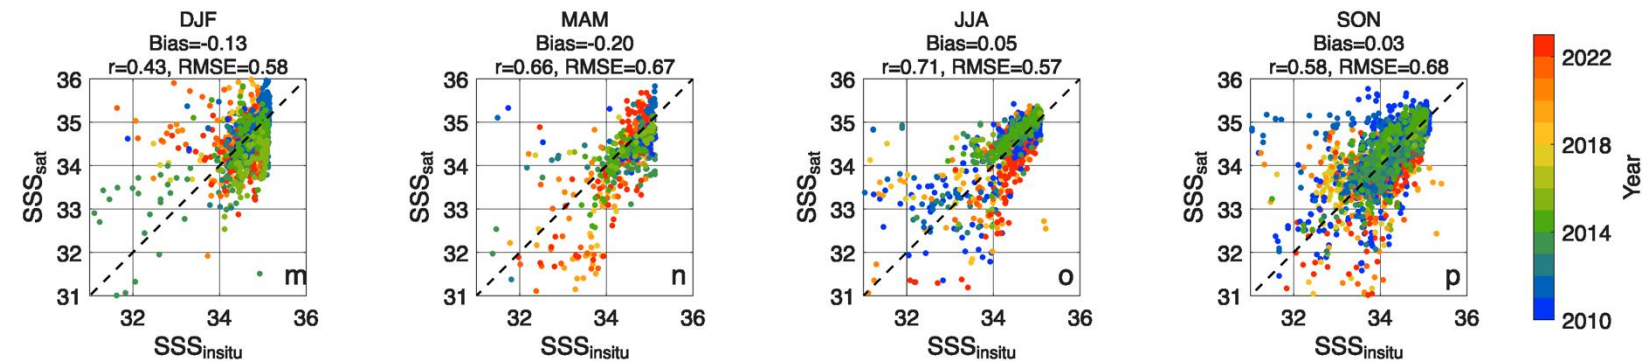 DJF
Bias=-0.13
r=0.43, RMSE=0.58
36
35
34
33
32
31
SSSsat
m
32 34 36
SSSinsitu
MAM
Bias=-0.20
r=0.66, RMSE=0.67
36
35
34
33
32
31
SSSsat
n
32 34 36
SSSinsitu
JJA
Bias=0.05
r=0.71, RMSE=0.57
36
35
34
33
32
31
SSSsat
o
32 34 36
SSSinsitu
SON
Bias=0.03
r=0.58, RMSE=0.68
36
35
34
33
32
31
SSSsat
p
32 34 36
SSSinsitu
2022
2018
2014
2010
Year